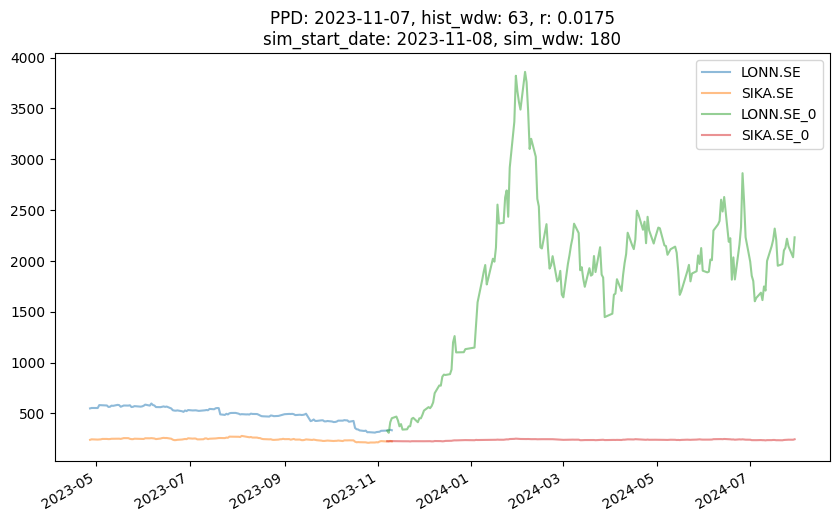 PPD: 2023-11-07, hist_wdw: 63, r: 0.0175
sim_start_date: 2023-11-08, sim_wdw: 180
4000
3500
3000
2500
2000
1500
1000
500
LONN.SE
SIKA.SE
LONN.SE_0
SIKA.SE_0
2023-05
2023-07
2023-09
2023-11
2024-01
2024-03
2024-05
2024-07